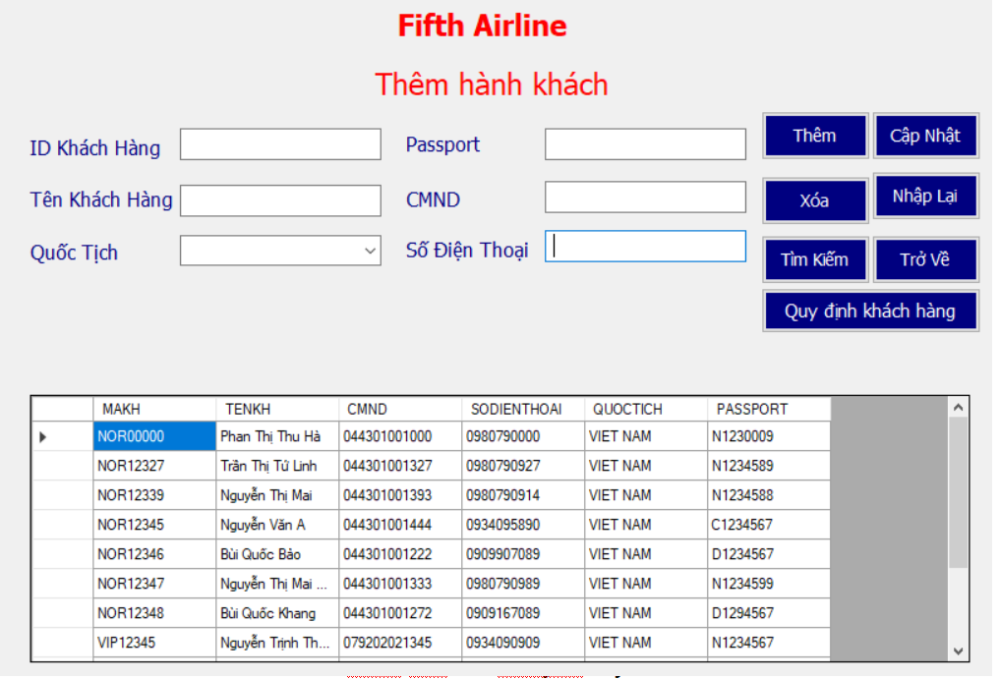 Fifth Airline
Thêm hành khách
ID Khách Hàng Passport Thêm Cập Nhật
Tên Khách Hàng CMND Xóa Nhập Lại
Quốc Tịch Số Điện Thoại Tìm Kiếm Trở Về
Quy định khách hàng
MAKH TENKH CMND SODIENTHOAI QUOCTICH PASSPORT
NOR00000 Phan Thị Thu Hà 044301001000 0980790000 VIET NAM N1230009
NOR12327 Trần Thị Tứ Linh 044301001327 0980790927 VIET NAM N1234589
NOR12339 Nguyễn Thị Mai 044301001393 0980790914 VIET NAM N1234588
NOR12345 Nguyễn Văn A 044301001444 0934095890 VIET NAM C1234567
NOR12346 Bùi Quốc Bảo 044301001222 0909907089 VIET NAM D1234567
NOR12347 Nguyễn Thị Mai ... 044301001333 0980790989 VIET NAM N1234599
NOR12348 Bùi Quốc Khang 044301001272 0909167089 VIET NAM D1294567
VIP12345 Nguyễn Trịnh Th... 079202021345 0934090909 VIET NAM N1234567